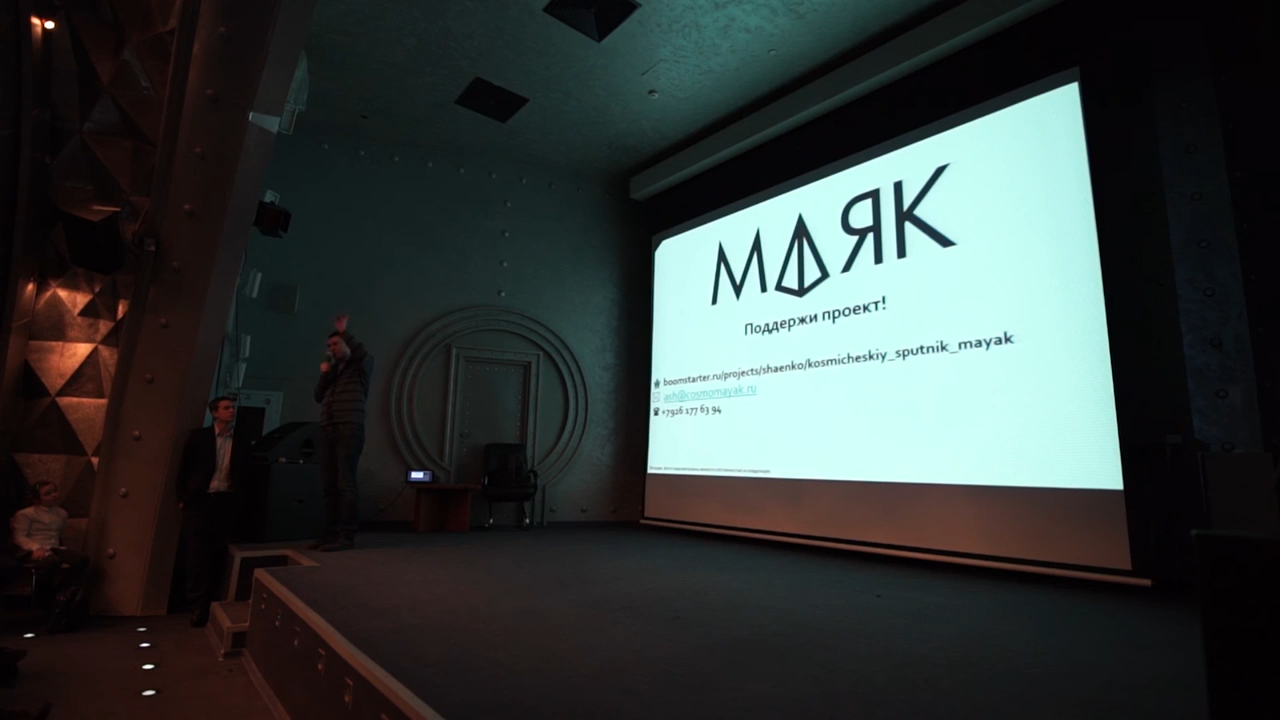 МАЯК
Поддержи проект!
boomstarter.ru/projects/shaenko/kosmicheskiy_sputnik_mayak
ash@cosmomayak.ru
+7926 177 63 94